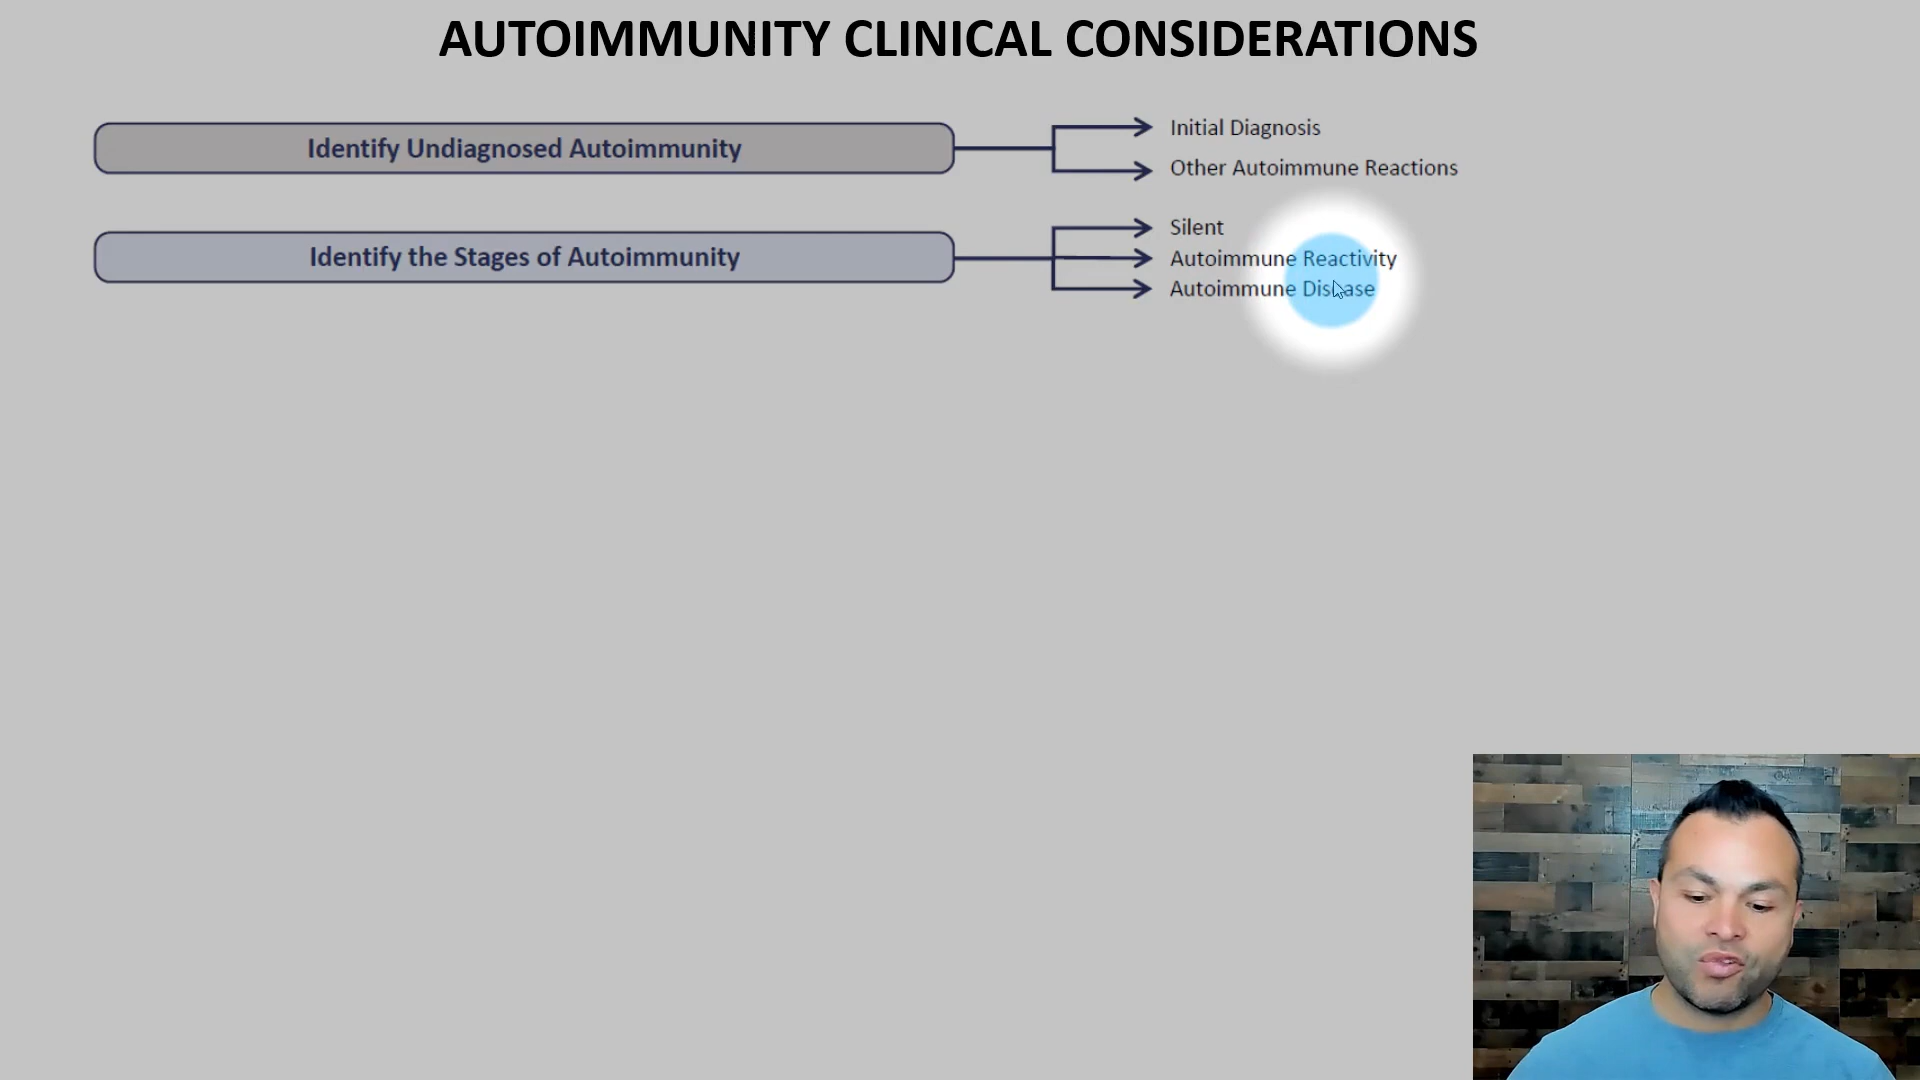 AUTOIMMUNITY CLINICAL CONSIDERATIONS
Identify Undiagnosed Autoimmunity
Initial Diagnosis
Other Autoimmune Reactions
Identify the Stages of Autoimmunity
Silent
Autoimmune Reactivity
Autoimmune Disease